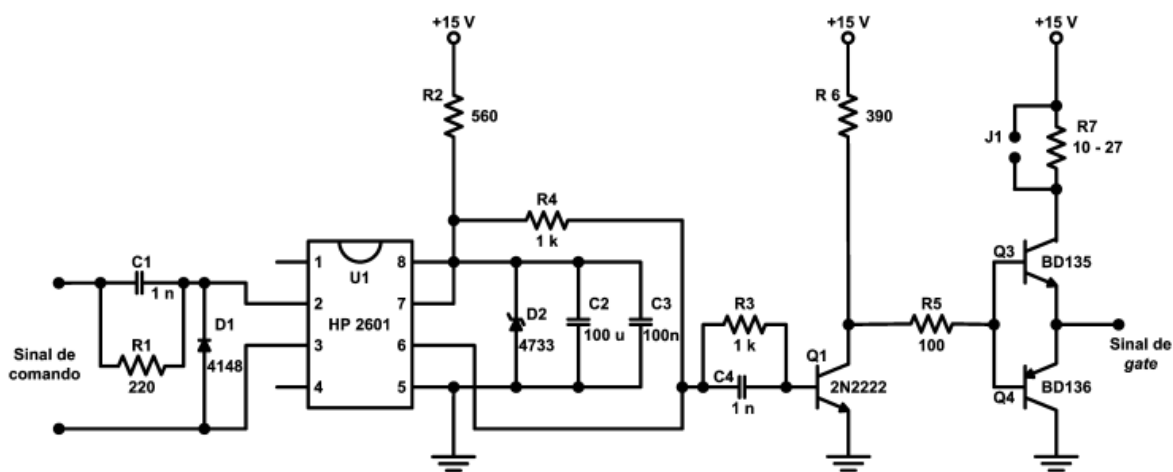 +15 V
+15 V
+15 V
R2
560
R 6
390
J1
R7
10 - 27
R4
1 k
C1
1 n
1
8
U1
Q3
BD135
2
7
D1
HP 2601
D2
C2
C3
R3
R5
4733
100 u
100n
1 k
100
Sinal de
comando
R1
220
4148
3
6
Q1
Sinal de
gate
4
5
C4
1 n
2N2222
BD136
Q4